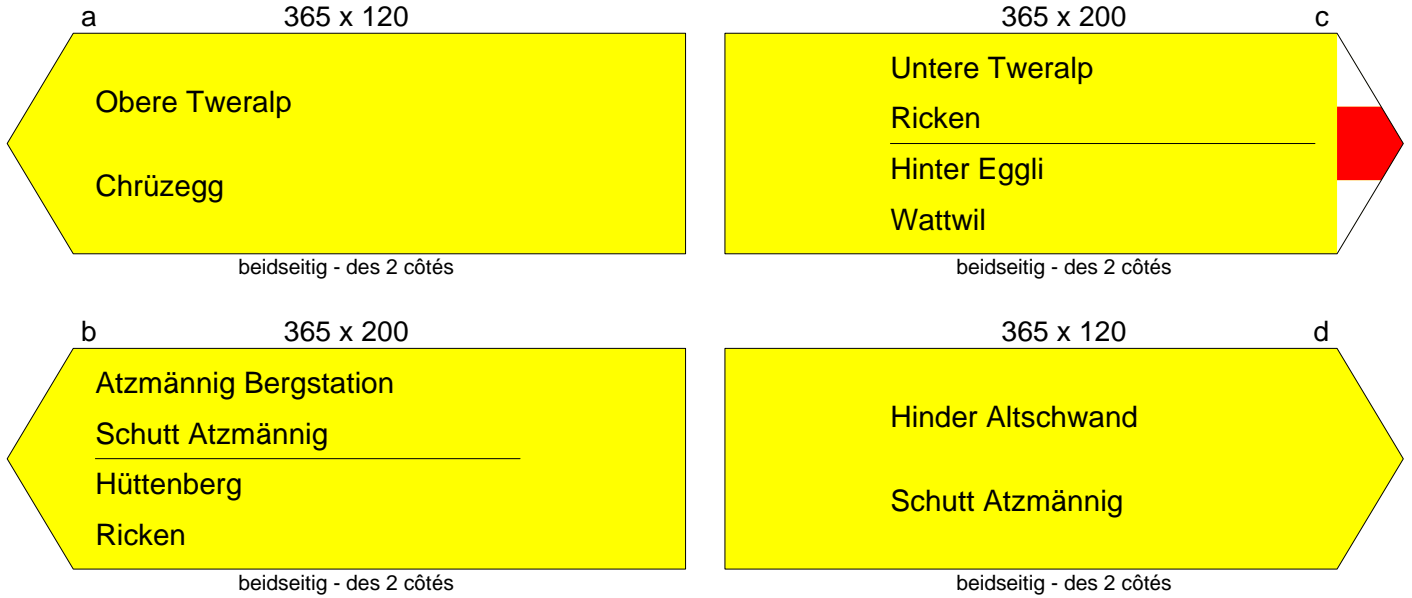 a 365 x 120
Obere Tweralp
Chrüzegg
beidseitig - des 2 côtés
365 x 200 c
Untere Tweralp
Ricken
Hinter Eggli
Wattwil
beidseitig - des 2 côtés
b 365 x 200
Atzmännig Bergstation
Schutt Atzmännig
Hüttenberg
Ricken
beidseitig - des 2 côtés
365 x 120 d
Hinder Altschwand
Schutt Atzmännig
beidseitig - des 2 côtés